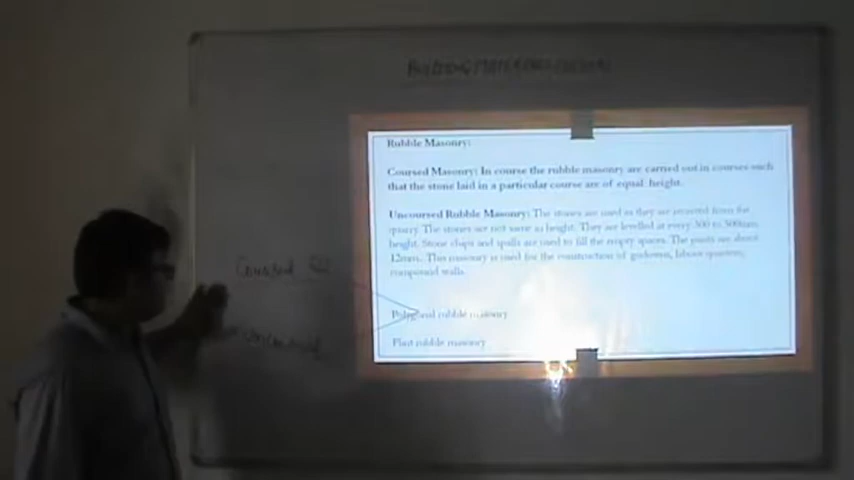 Rubble Masonry:
Coursed Masonry: In course the rubble masonry are carried out in courses such
that the stone laid in a particular course are of equal height.
Uncoursed Rubble Masonry: The stones are used as they are received from the
quarry. The stones are not same as height. They are levelled at every 300 to 500mm
height. Stone chips and spalls are used to fill the empty spaces. The joints are about
12mm. This masonry is used for the construction of godown, labour quarters,
compound walls.
Coursed
Polygonal rubble masonry
Uncoursed
Flint rubble masonry